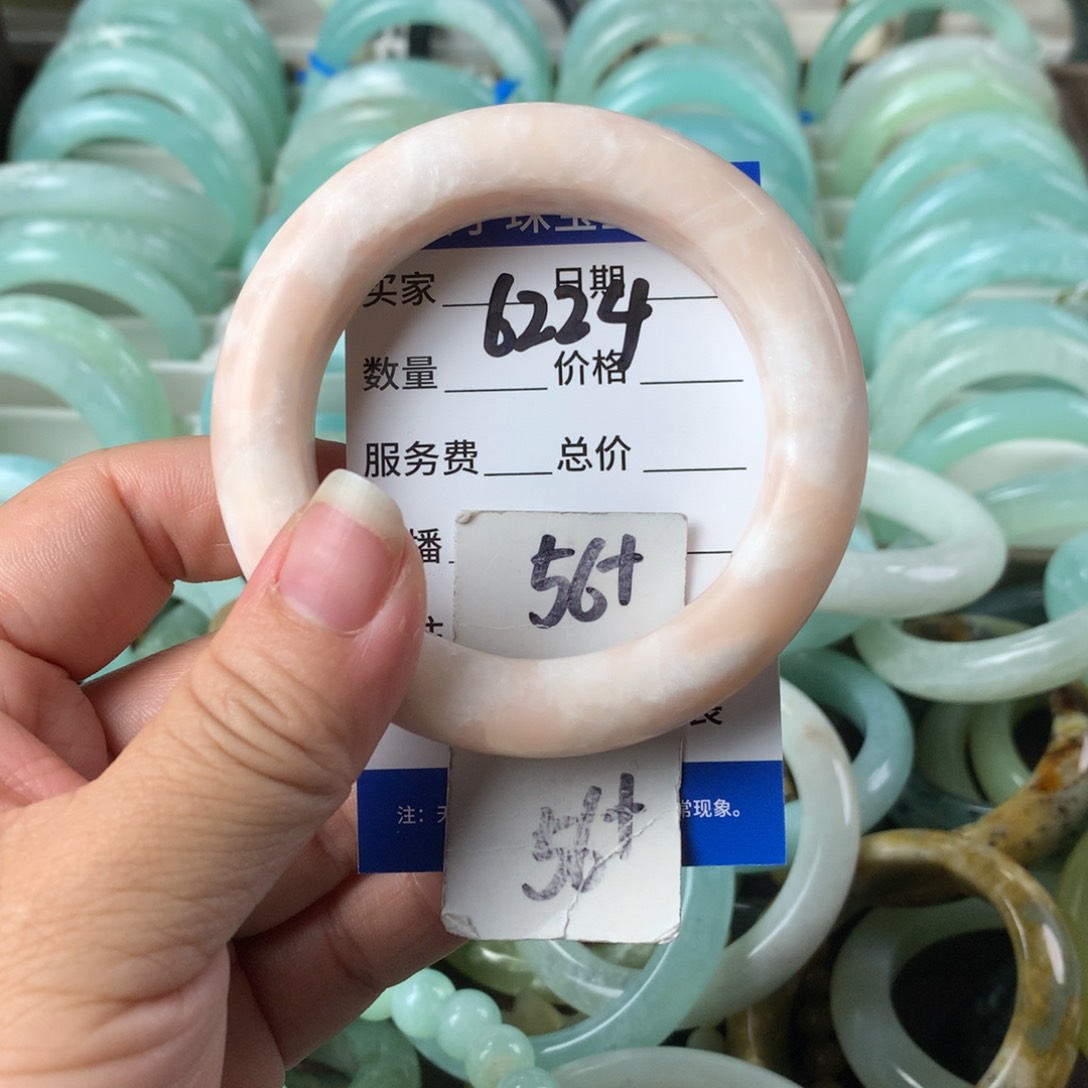 珠宝
买家 日期
6224
数量 价格
服务费 总价
播
56+
56+
注: 常现象。